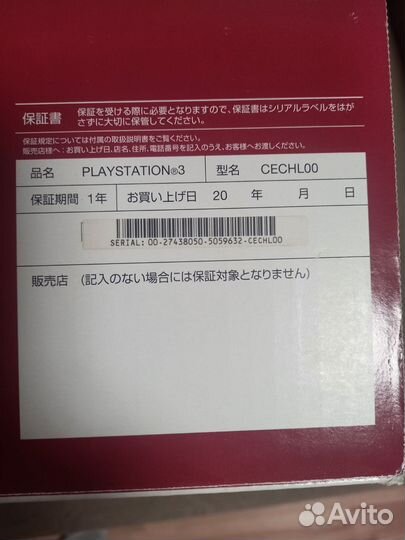 保証書
保証を受ける際に必要となりますので、保証書はシリアルラベルをはが
さずに大切に保管してください。
保証規定については付属の取扱説明書をご覧ください。
販売店様へ：お買い上げ日、店名、住所、電話番号を記入のうえ、お客様へお渡しください。
品名 PLAYSTATION®3 型名 CECHL00
保証期間 1年 お買い上げ日 20 年 月 日
SERIAL: 00-27438050-5059632-CECHL00
販売店 (記入のない場合には保証対象となりません)
Avito